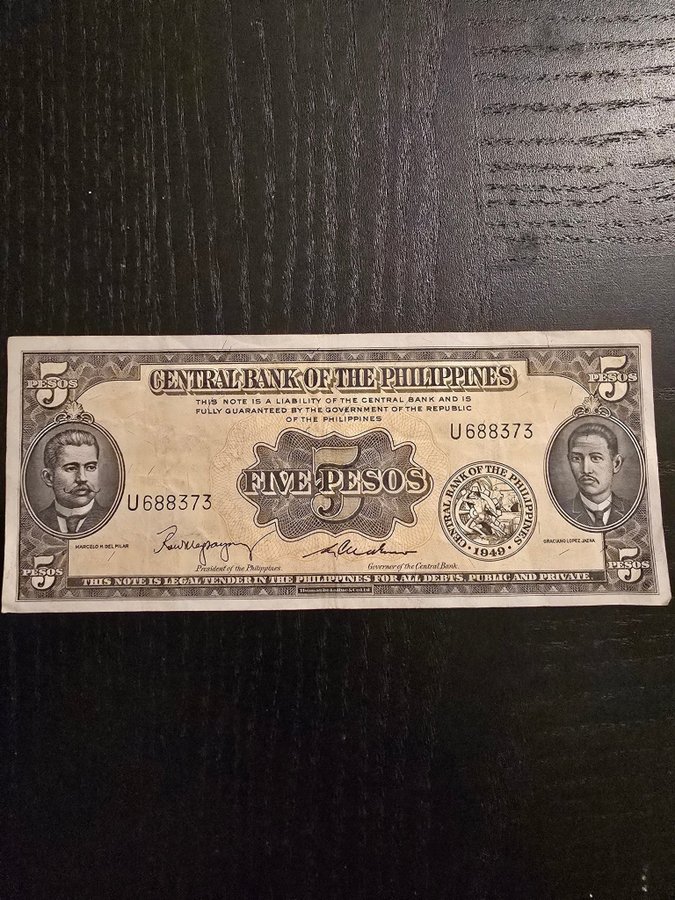 5
PESOS
CENTRAL BANK OF THE PHILIPPINES
5
PESOS
THIS NOTE IS A LIABILITY OF THE CENTRAL BANK AND IS
FULLY GUARANTEED BY THE GOVERNMENT OF THE REPUBLIC
OF THE PHILIPPINES
U688373
5
FIVE PESOS
U688373
CENTRAL BANK OF THE PHILIPPINES
· 1949 ·
MARCELO H. DEL PILAR
GRACIANO LOPEZ JAENA
President of the Philippines.
Governor of the Central Bank.
5
PESOS
5
PESOS
THIS NOTE IS LEGAL TENDER IN THE PHILIPPINES FOR ALL DEBTS, PUBLIC AND PRIVATE